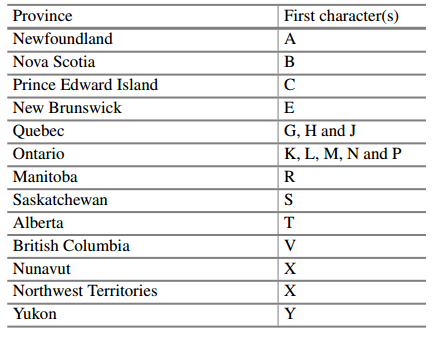 Province First character(s)
Newfoundland A
Nova Scotia B
Prince Edward Island C
New Brunswick E
Quebec G, H and J
Ontario K, L, M, N and P
Manitoba R
Saskatchewan S
Alberta T
British Columbia V
Nunavut X
Northwest Territories X
Yukon Y